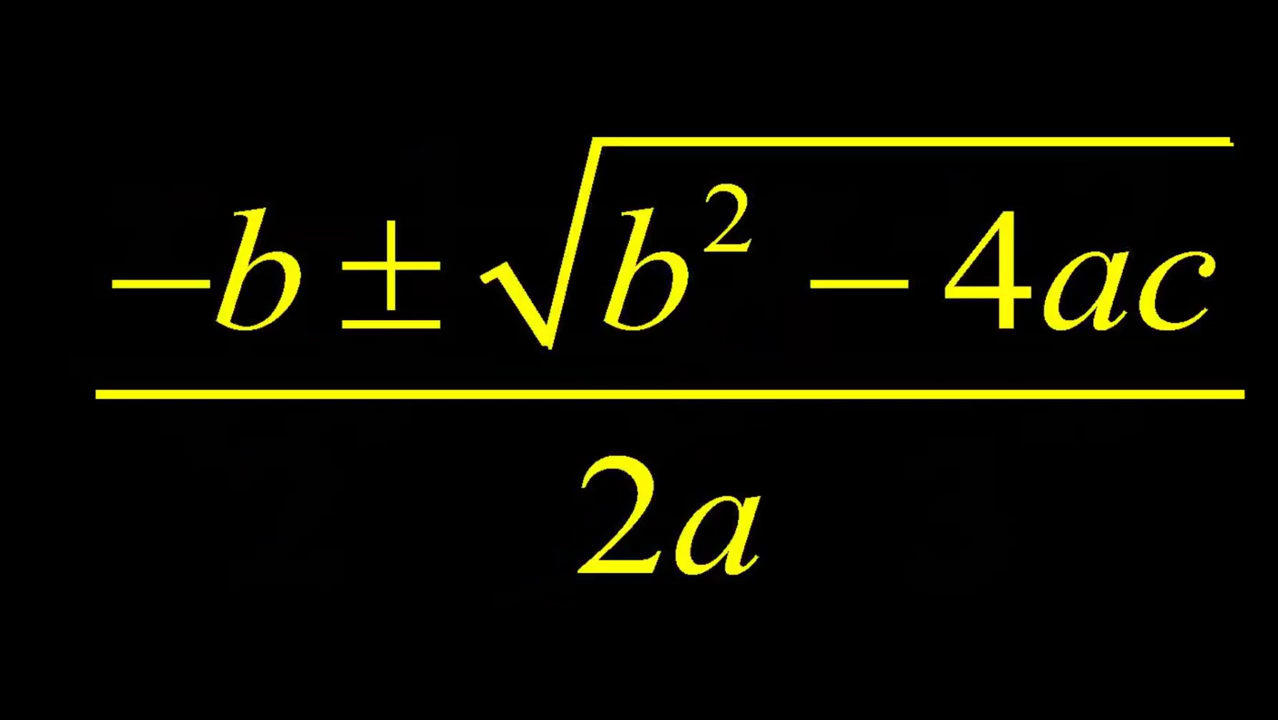 −b ± √b² − 4ac
2a